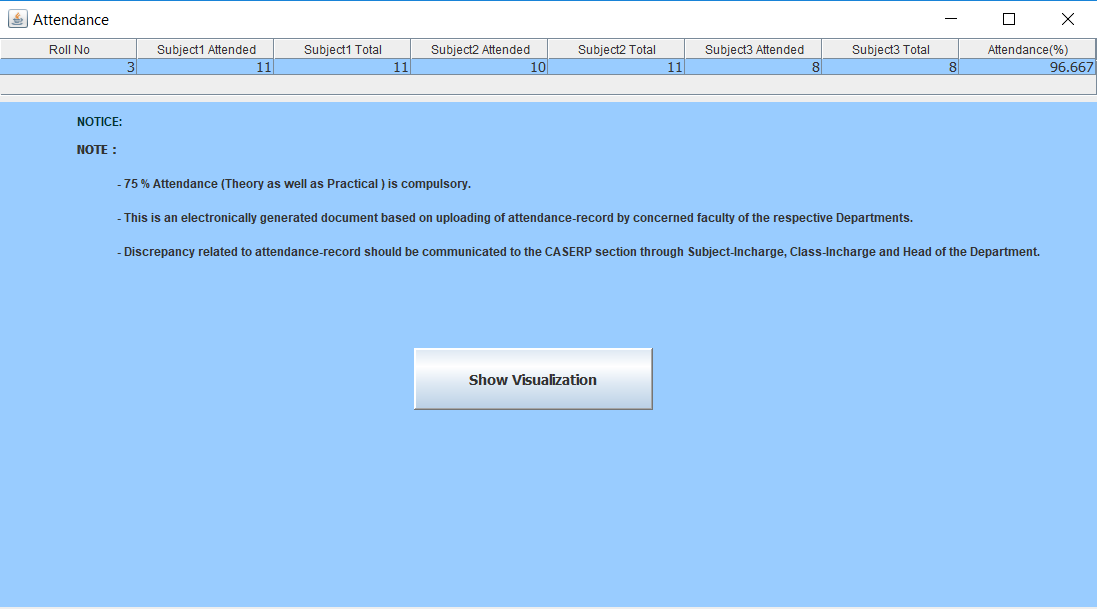 Attendance
Roll No Subject1 Attended Subject1 Total Subject2 Attended Subject2 Total Subject3 Attended Subject3 Total Attendance(%)
3 11 11 10 11 8 8 96.667
NOTICE:
NOTE :
- 75 % Attendance (Theory as well as Practical ) is compulsory.
- This is an electronically generated document based on uploading of attendance-record by concerned faculty of the respective Departments.
- Discrepancy related to attendance-record should be communicated to the CASERP section through Subject-Incharge, Class-Incharge and Head of the Department.
Show Visualization